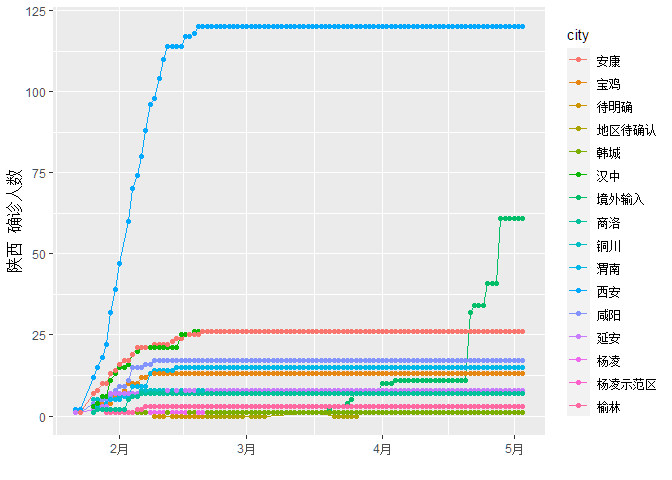 陕西 确诊人数
125
100
75
50
25
0
2月
3月
4月
5月
city
安康
宝鸡
待明确
地区待确认
韩城
汉中
境外输入
商洛
铜川
渭南
西安
咸阳
延安
杨凌
杨凌示范区
榆林